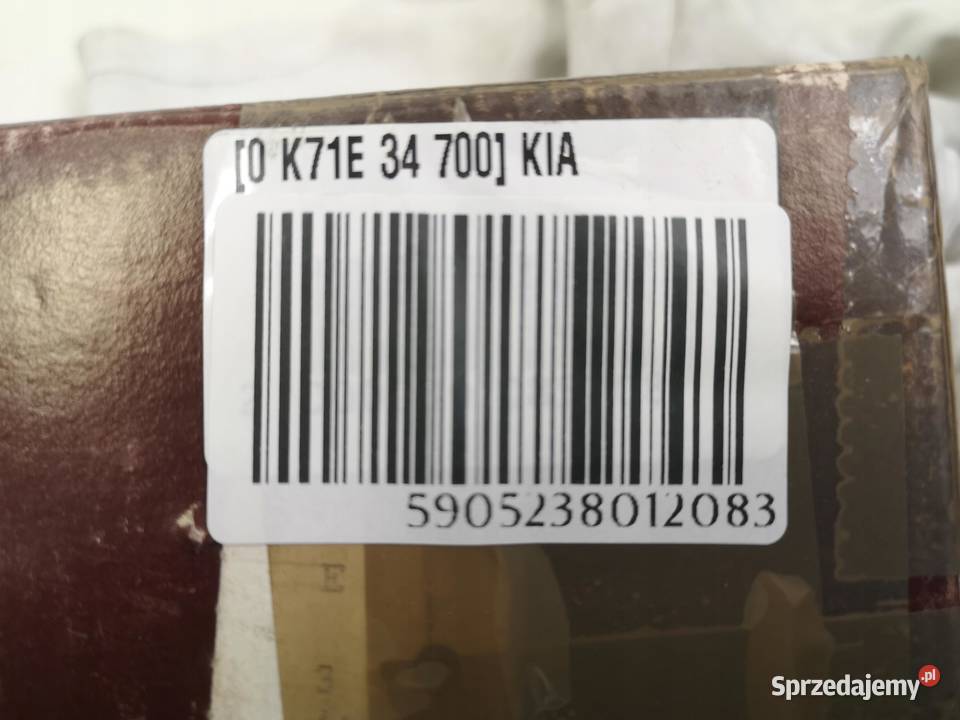 [0 K71E 34 700] KIA
5905238012083
E
Sprzedajemy.pl